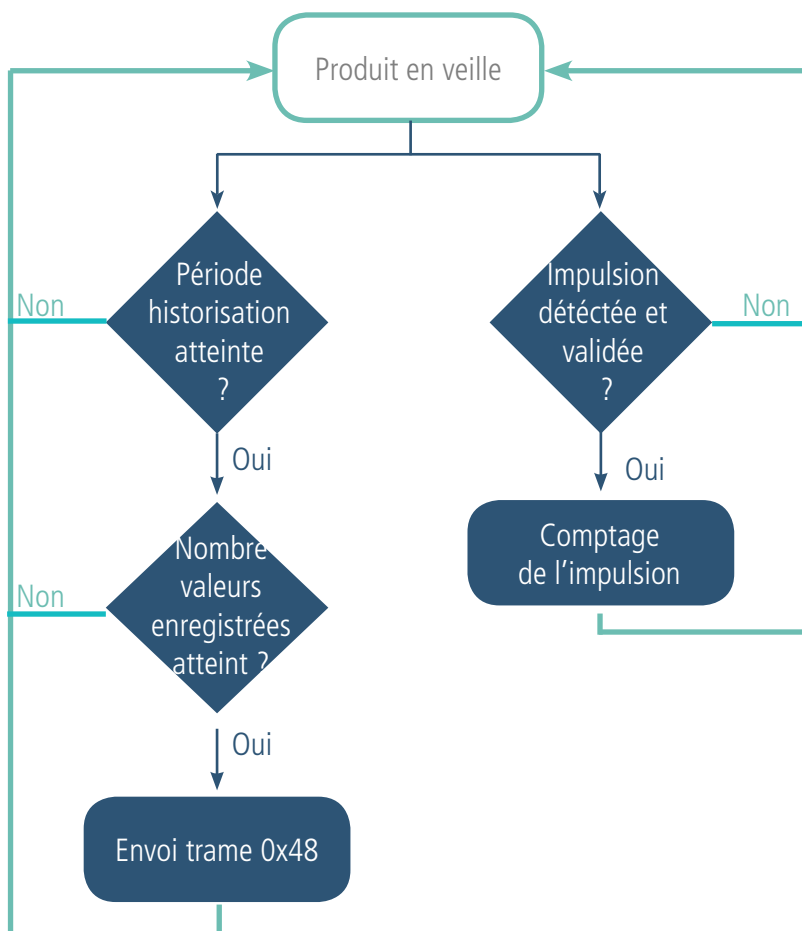 Produit en veille
Période
historisation
atteinte
?
Non
Oui
Nombre
valeurs
enregistrées
atteint ?
Non
Oui
Envoi trame 0x48
Impulsion
détéctée et
validée
?
Non
Oui
Comptage
de l'impulsion